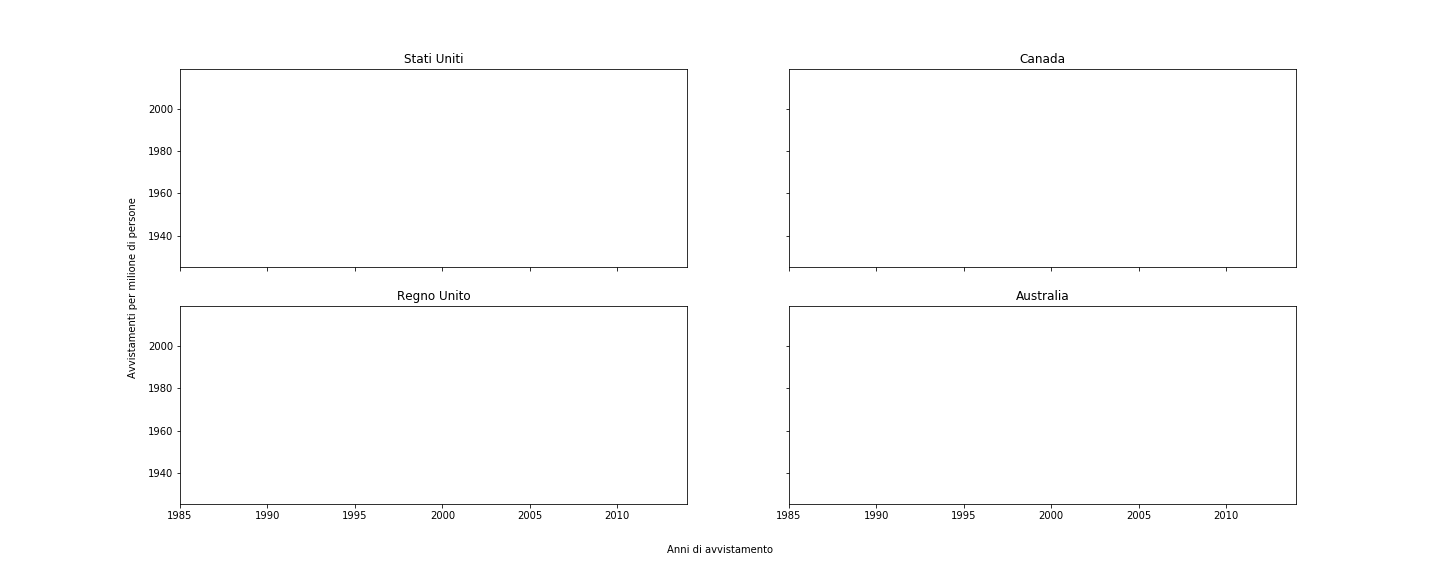 Stati Uniti
Canada
2000
1980
1960
1940
Avvistamenti per milione di persone
Regno Unito
Australia
2000
1980
1960
1940
1985 1990 1995 2000 2005 2010
1985 1990 1995 2000 2005 2010
Anni di avvistamento